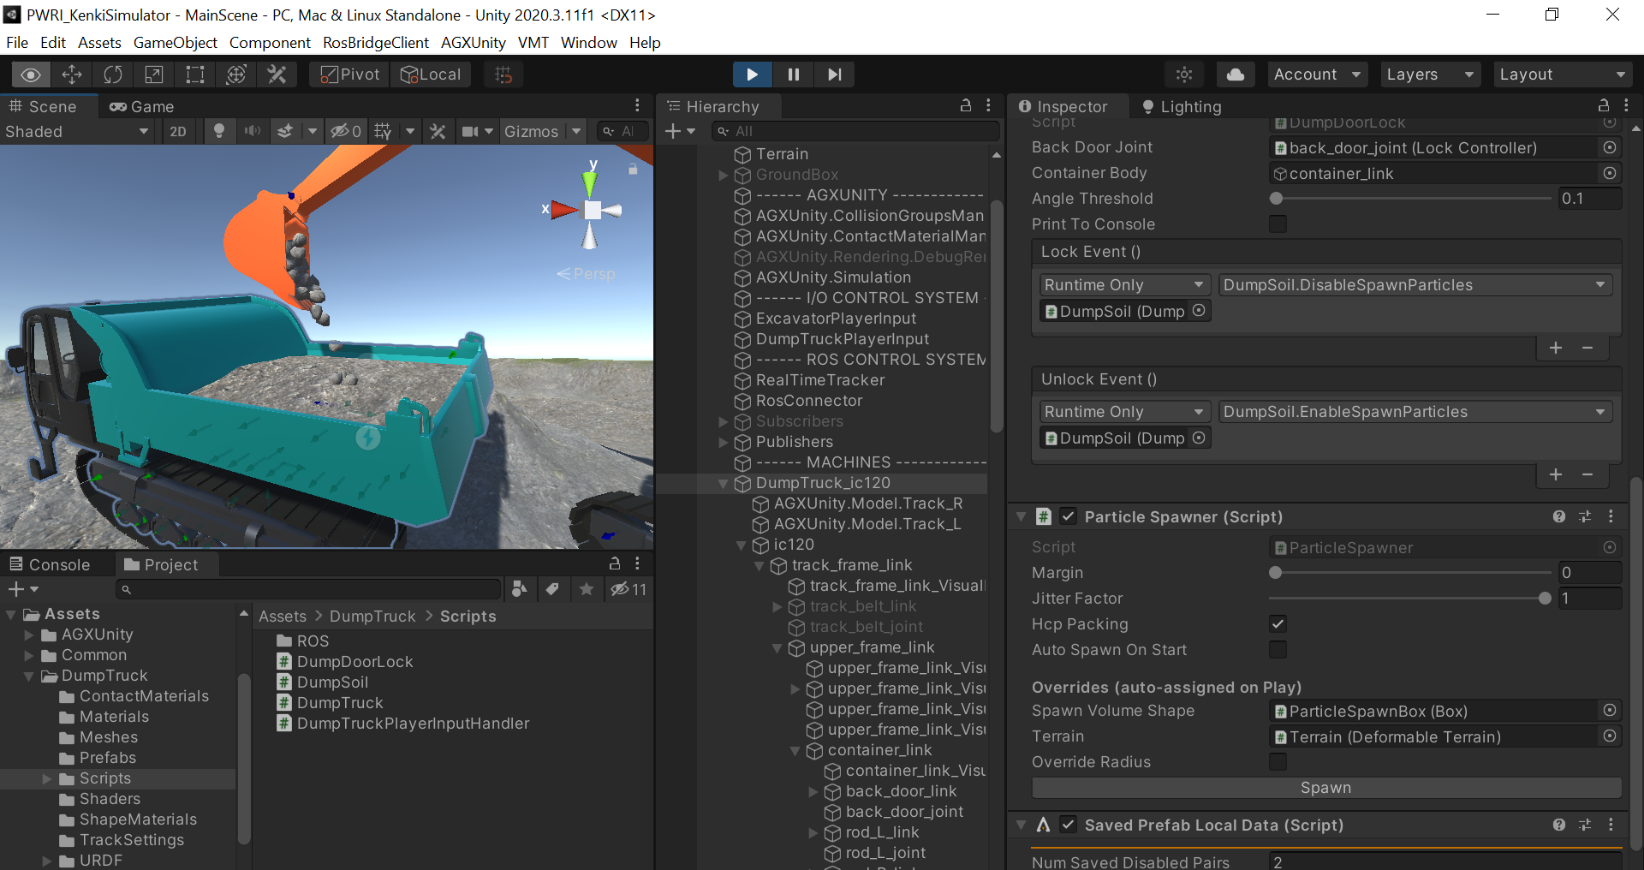 PWRI_KenkiSimulator - MainScene - PC, Mac & Linux Standalone - Unity 2020.3.11f1 <DX11>
File Edit Assets GameObject Component RosBridgeClient AGXUnity VMT Window Help
Pivot Local Account Layers Layout
Scene Game
Shaded 2D 0 Gizmos Al
y
x
Persp
Hierarchy
All
Terrain
GroundBox
------ AGXUNITY ------------
AGXUnity.CollisionGroupsMan
AGXUnity.ContactMaterialMan
AGXUnity.Rendering.DebugRe
AGXUnity.Simulation
------ I/O CONTROL SYSTEM -
ExcavatorPlayerInput
DumpTruckPlayerInput
------ ROS CONTROL SYSTEM
RealTimeTracker
RosConnector
Subscribers
Publishers
------ MACHINES ------------
DumpTruck_ic120
AGXUnity.Model.Track_R
AGXUnity.Model.Track_L
ic120
track_frame_link
track_frame_link_Visual
track_belt_link
track_belt_joint
upper_frame_link
upper_frame_link_Visu
upper_frame_link_Visu
upper_frame_link_Visu
upper_frame_link_Visu
container_link
container_link_Visu
back_door_link
back_door_joint
rod_L_link
rod_L_joint
Console Project
11
Assets
AGXUnity
Common
DumpTruck
ContactMaterials
Materials
Meshes
Prefabs
Scripts
Shaders
ShapeMaterials
TrackSettings
URDF
Assets > DumpTruck > Scripts
ROS
DumpDoorLock
DumpSoil
DumpTruck
DumpTruckPlayerInputHandler
Inspector Lighting
Script DumpDoorLock
Back Door Joint back_door_joint (Lock Controller)
Container Body container_link
Angle Threshold 0.1
Print To Console
Lock Event ()
Runtime Only DumpSoil.DisableSpawnParticles
DumpSoil (Dump
+ −
Unlock Event ()
Runtime Only DumpSoil.EnableSpawnParticles
DumpSoil (Dump
+ −
Particle Spawner (Script)
Script ParticleSpawner
Margin 0
Jitter Factor 1
Hcp Packing
Auto Spawn On Start
Overrides (auto-assigned on Play)
Spawn Volume Shape ParticleSpawnBox (Box)
Terrain Terrain (Deformable Terrain)
Override Radius
Spawn
Saved Prefab Local Data (Script)
Num Saved Disabled Pairs 2